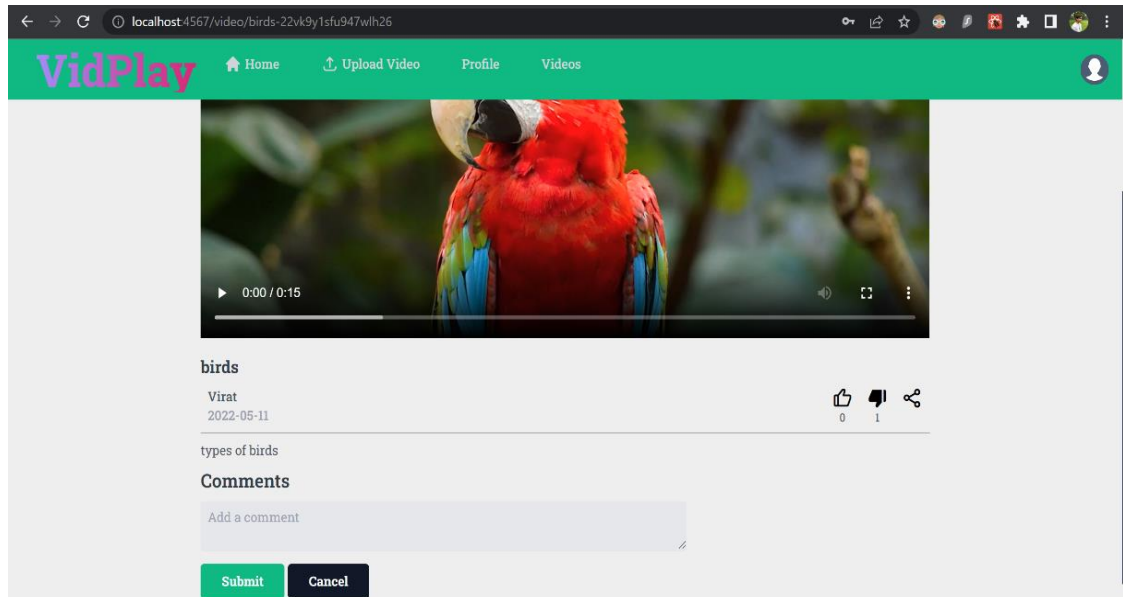 localhost:4567/video/birds-22vk9y1sfu947wlh26
VidPlay Home Upload Video Profile Videos
0:00 / 0:15
birds
Virat
2022-05-11
0 1
types of birds
Comments
Add a comment
Submit Cancel